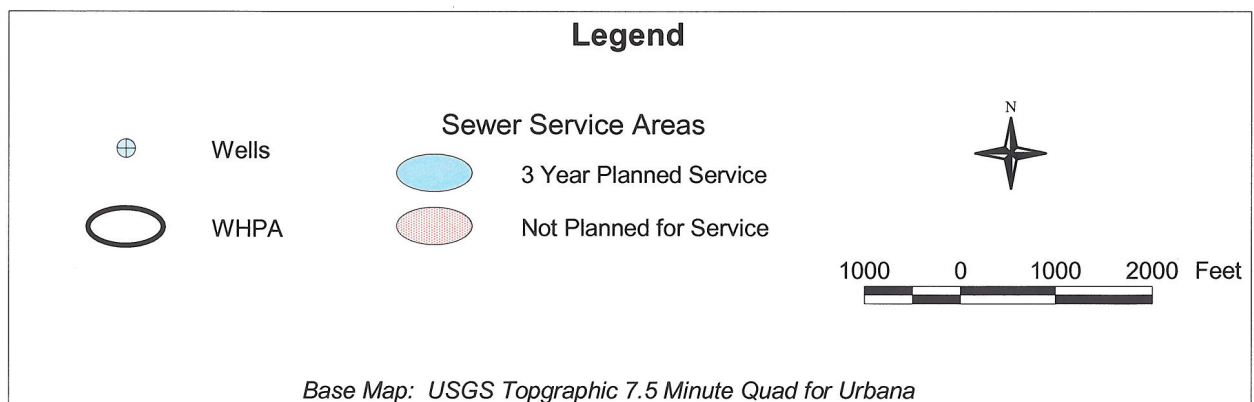 Legend
Wells
WHPA
Sewer Service Areas
3 Year Planned Service
Not Planned for Service
N
1000 0 1000 2000 Feet
Base Map: USGS Topgraphic 7.5 Minute Quad for Urbana